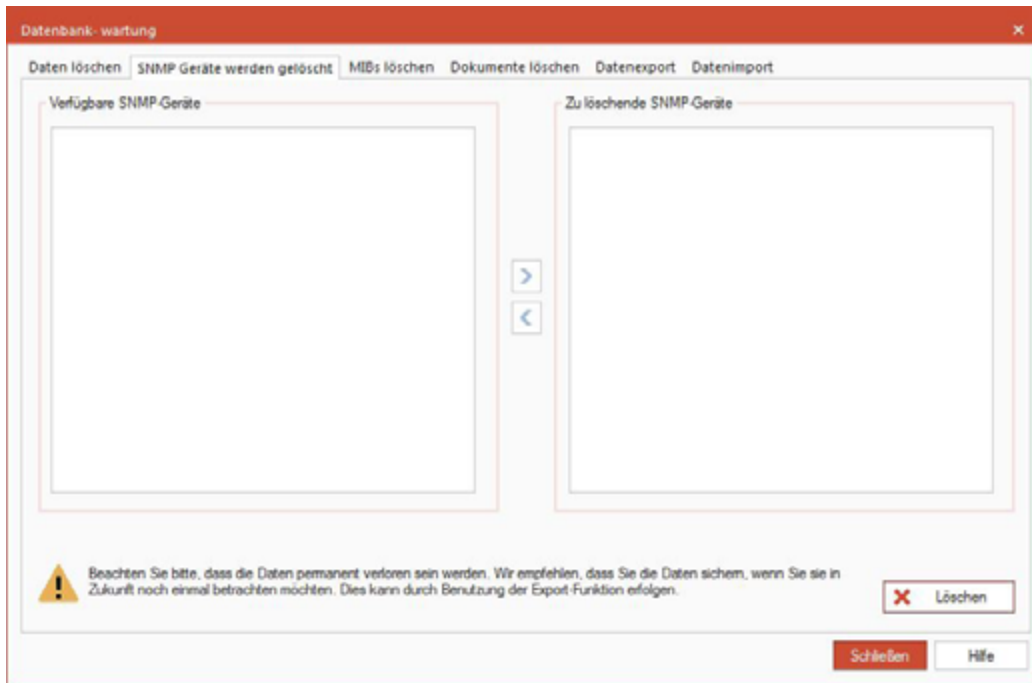 Datenbank- wartung
Daten löschen SNMP Geräte werden gelöscht MIBs löschen Dokumente löschen Datenexport Datenimport
Verfügbare SNMP-Geräte
Zu löschende SNMP-Geräte
Beachten Sie bitte, dass die Daten permanent verloren sein werden. Wir empfehlen, dass Sie die Daten sichern, wenn Sie sie in
Zukunft noch einmal betrachten möchten. Dies kann durch Benutzung der Export-Funktion erfolgen.
Löschen
Schließen Hilfe